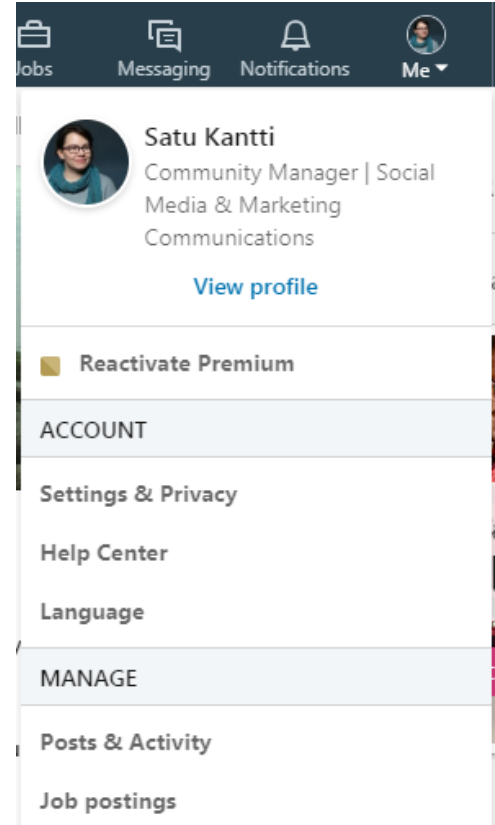 Jobs
Messaging
Notifications
Me
Satu Kantti
Community Manager | Social
Media & Marketing
Communications
View profile
Reactivate Premium
ACCOUNT
Settings & Privacy
Help Center
Language
MANAGE
Posts & Activity
Job postings